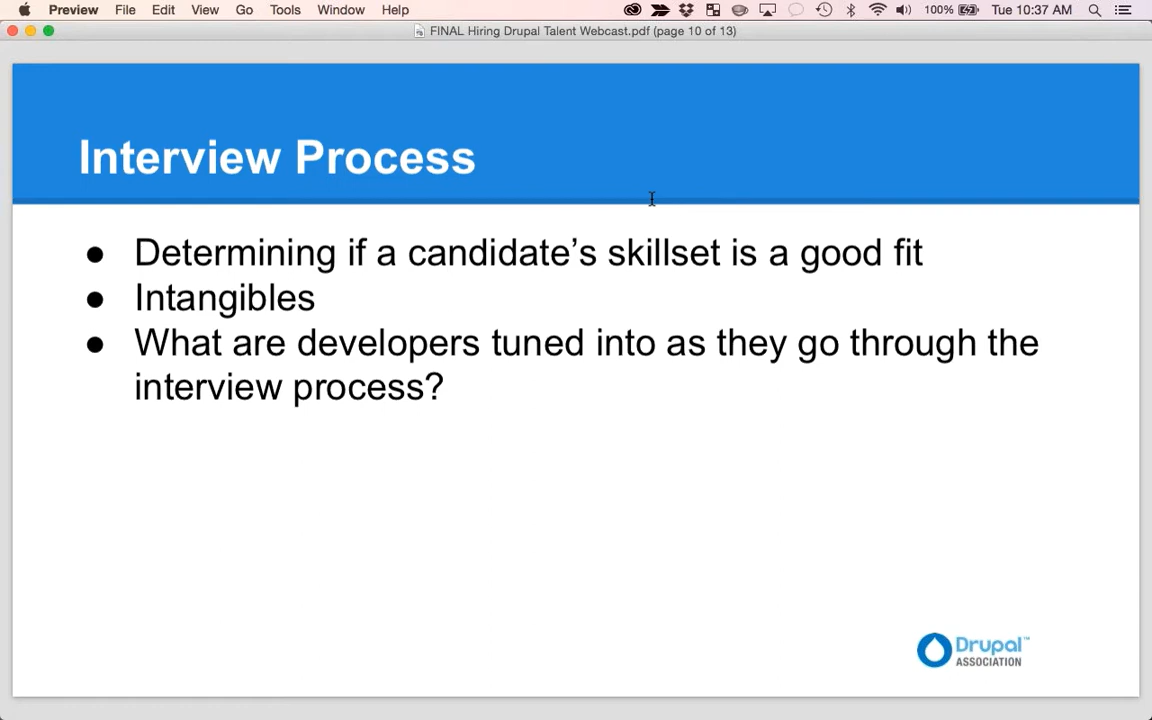 Preview File Edit View Go Tools Window Help 100% Tue 10:37 AM
FINAL Hiring Drupal Talent Webcast.pdf (page 10 of 13)
Interview Process
● Determining if a candidate’s skillset is a good fit
● Intangibles
● What are developers tuned into as they go through the
interview process?
Drupal™
ASSOCIATION